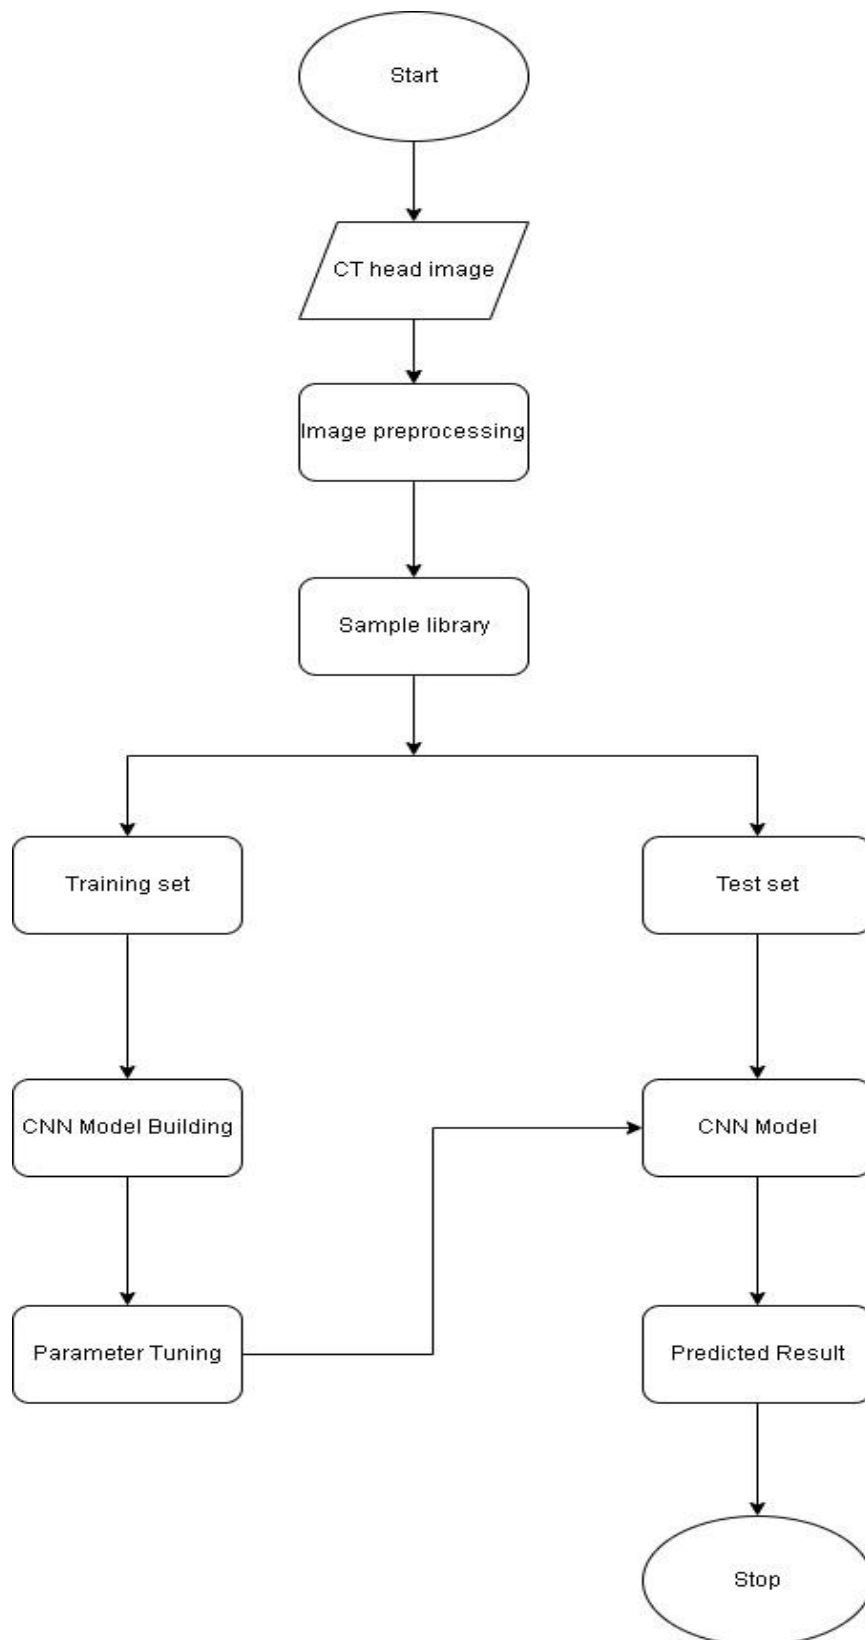 Start
CT head image
Image preprocessing
Sample library
Training set
Test set
CNN Model Building
CNN Model
Parameter Tuning
Predicted Result
Stop